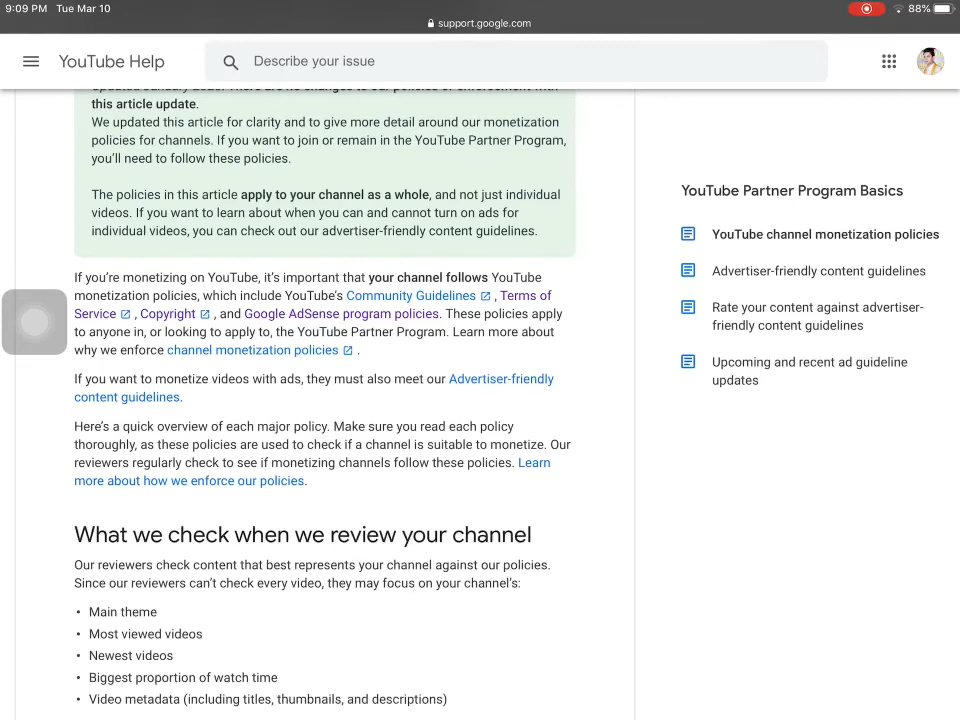 9:09 PM Tue Mar 10
88%
support.google.com
YouTube Help
Describe your issue
this article update.
We updated this article for clarity and to give more detail around our monetization
policies for channels. If you want to join or remain in the YouTube Partner Program,
you'll need to follow these policies.
The policies in this article apply to your channel as a whole, and not just individual
videos. If you want to learn about when you can and cannot turn on ads for
individual videos, you can check out our advertiser-friendly content guidelines.
If you're monetizing on YouTube, it's important that your channel follows YouTube
monetization policies, which include YouTube's Community Guidelines , Terms of
Service , Copyright , and Google AdSense program policies. These policies apply
to anyone in, or looking to apply to, the YouTube Partner Program. Learn more about
why we enforce channel monetization policies .
If you want to monetize videos with ads, they must also meet our Advertiser-friendly
content guidelines.
Here's a quick overview of each major policy. Make sure you read each policy
thoroughly, as these policies are used to check if a channel is suitable to monetize. Our
reviewers regularly check to see if monetizing channels follow these policies. Learn
more about how we enforce our policies.
What we check when we review your channel
Our reviewers check content that best represents your channel against our policies.
Since our reviewers can't check every video, they may focus on your channel's:
• Main theme
• Most viewed videos
• Newest videos
• Biggest proportion of watch time
• Video metadata (including titles, thumbnails, and descriptions)
YouTube Partner Program Basics
YouTube channel monetization policies
Advertiser-friendly content guidelines
Rate your content against advertiser-
friendly content guidelines
Upcoming and recent ad guideline
updates